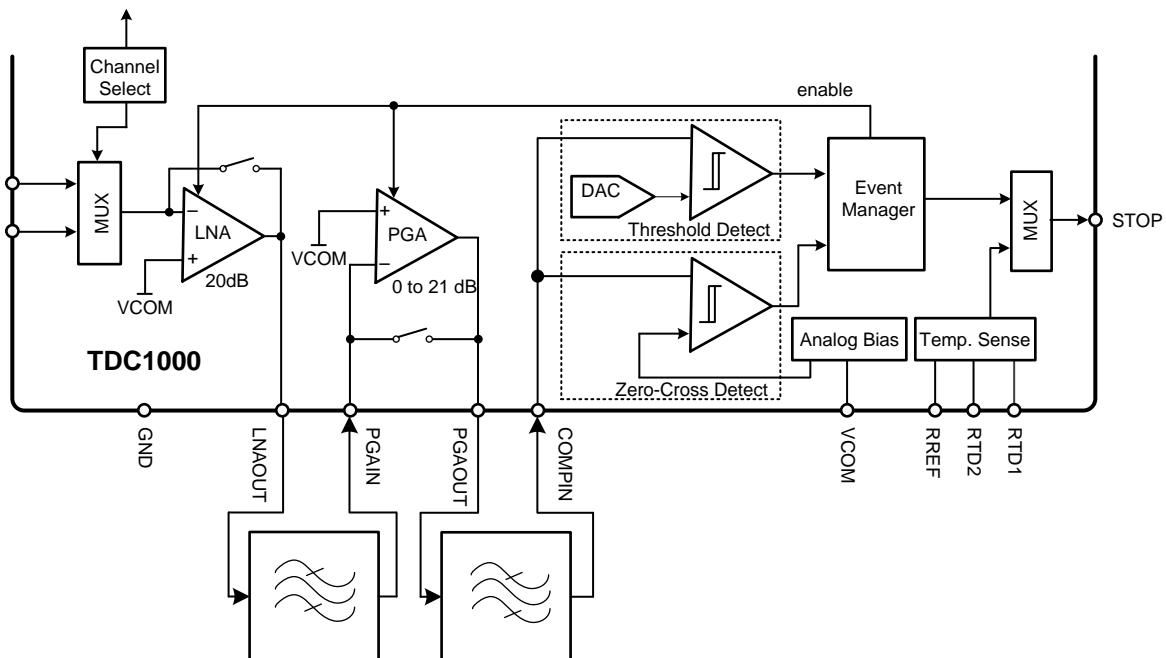 Channel
Select
enable
MUX
LNA
20dB
VCOM
PGA
VCOM
0 to 21 dB
DAC
Threshold Detect
Event
Manager
MUX
STOP
Zero-Cross Detect
Analog Bias
Temp. Sense
TDC1000
GND
LNAOUT
PGAIN
PGAOUT
COMPIN
VCOM
RREF
RTD2
RTD1